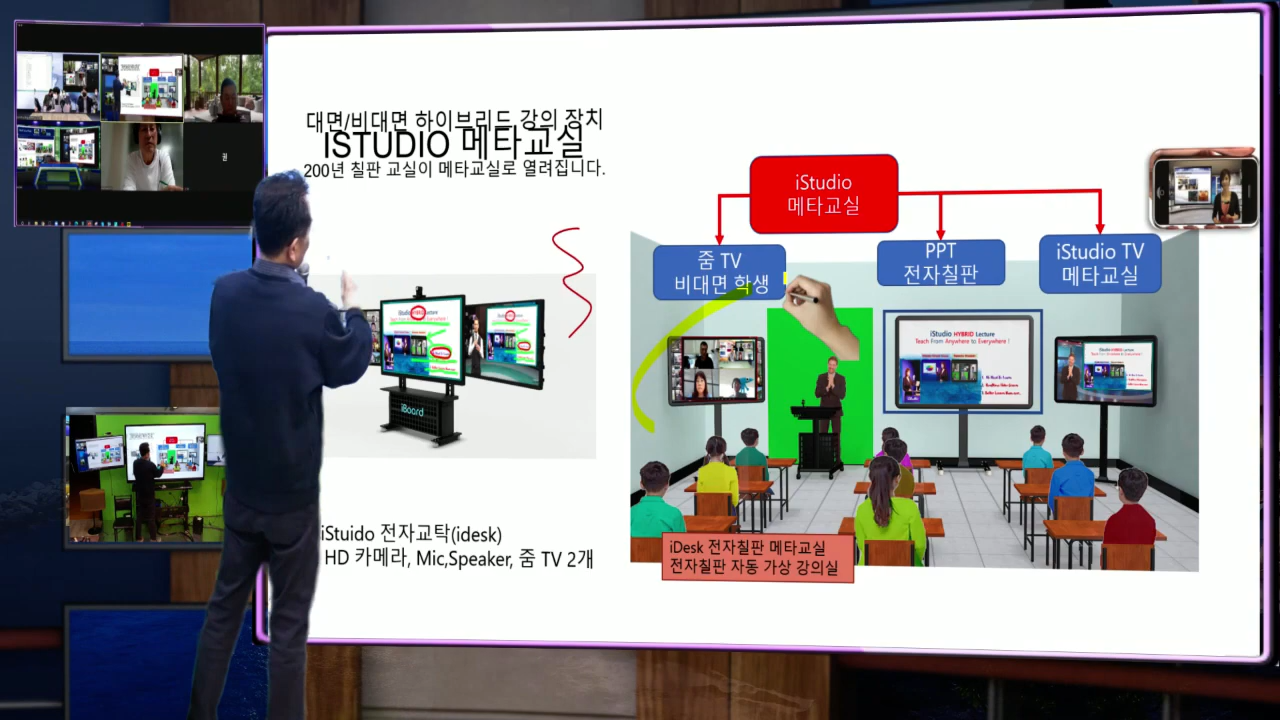 대면/비대면 하이브리드 강의 장치
ISTUDIO 메타교실
200년 칠판 교실이 메타교실로 열려집니다.
iStudio
메타교실
줌 TV
비대면 학생
PPT
전자칠판
iStudio TV
메타교실
iStudio HYBRID Lecture
Teach From Anywhere to Everywhere !
iBoard
iStuido 전자교탁(idesk)
HD 카메라, Mic,Speaker, 줌 TV 2개
iDesk 전자칠판 메타교실
전자칠판 자동 가상 강의실